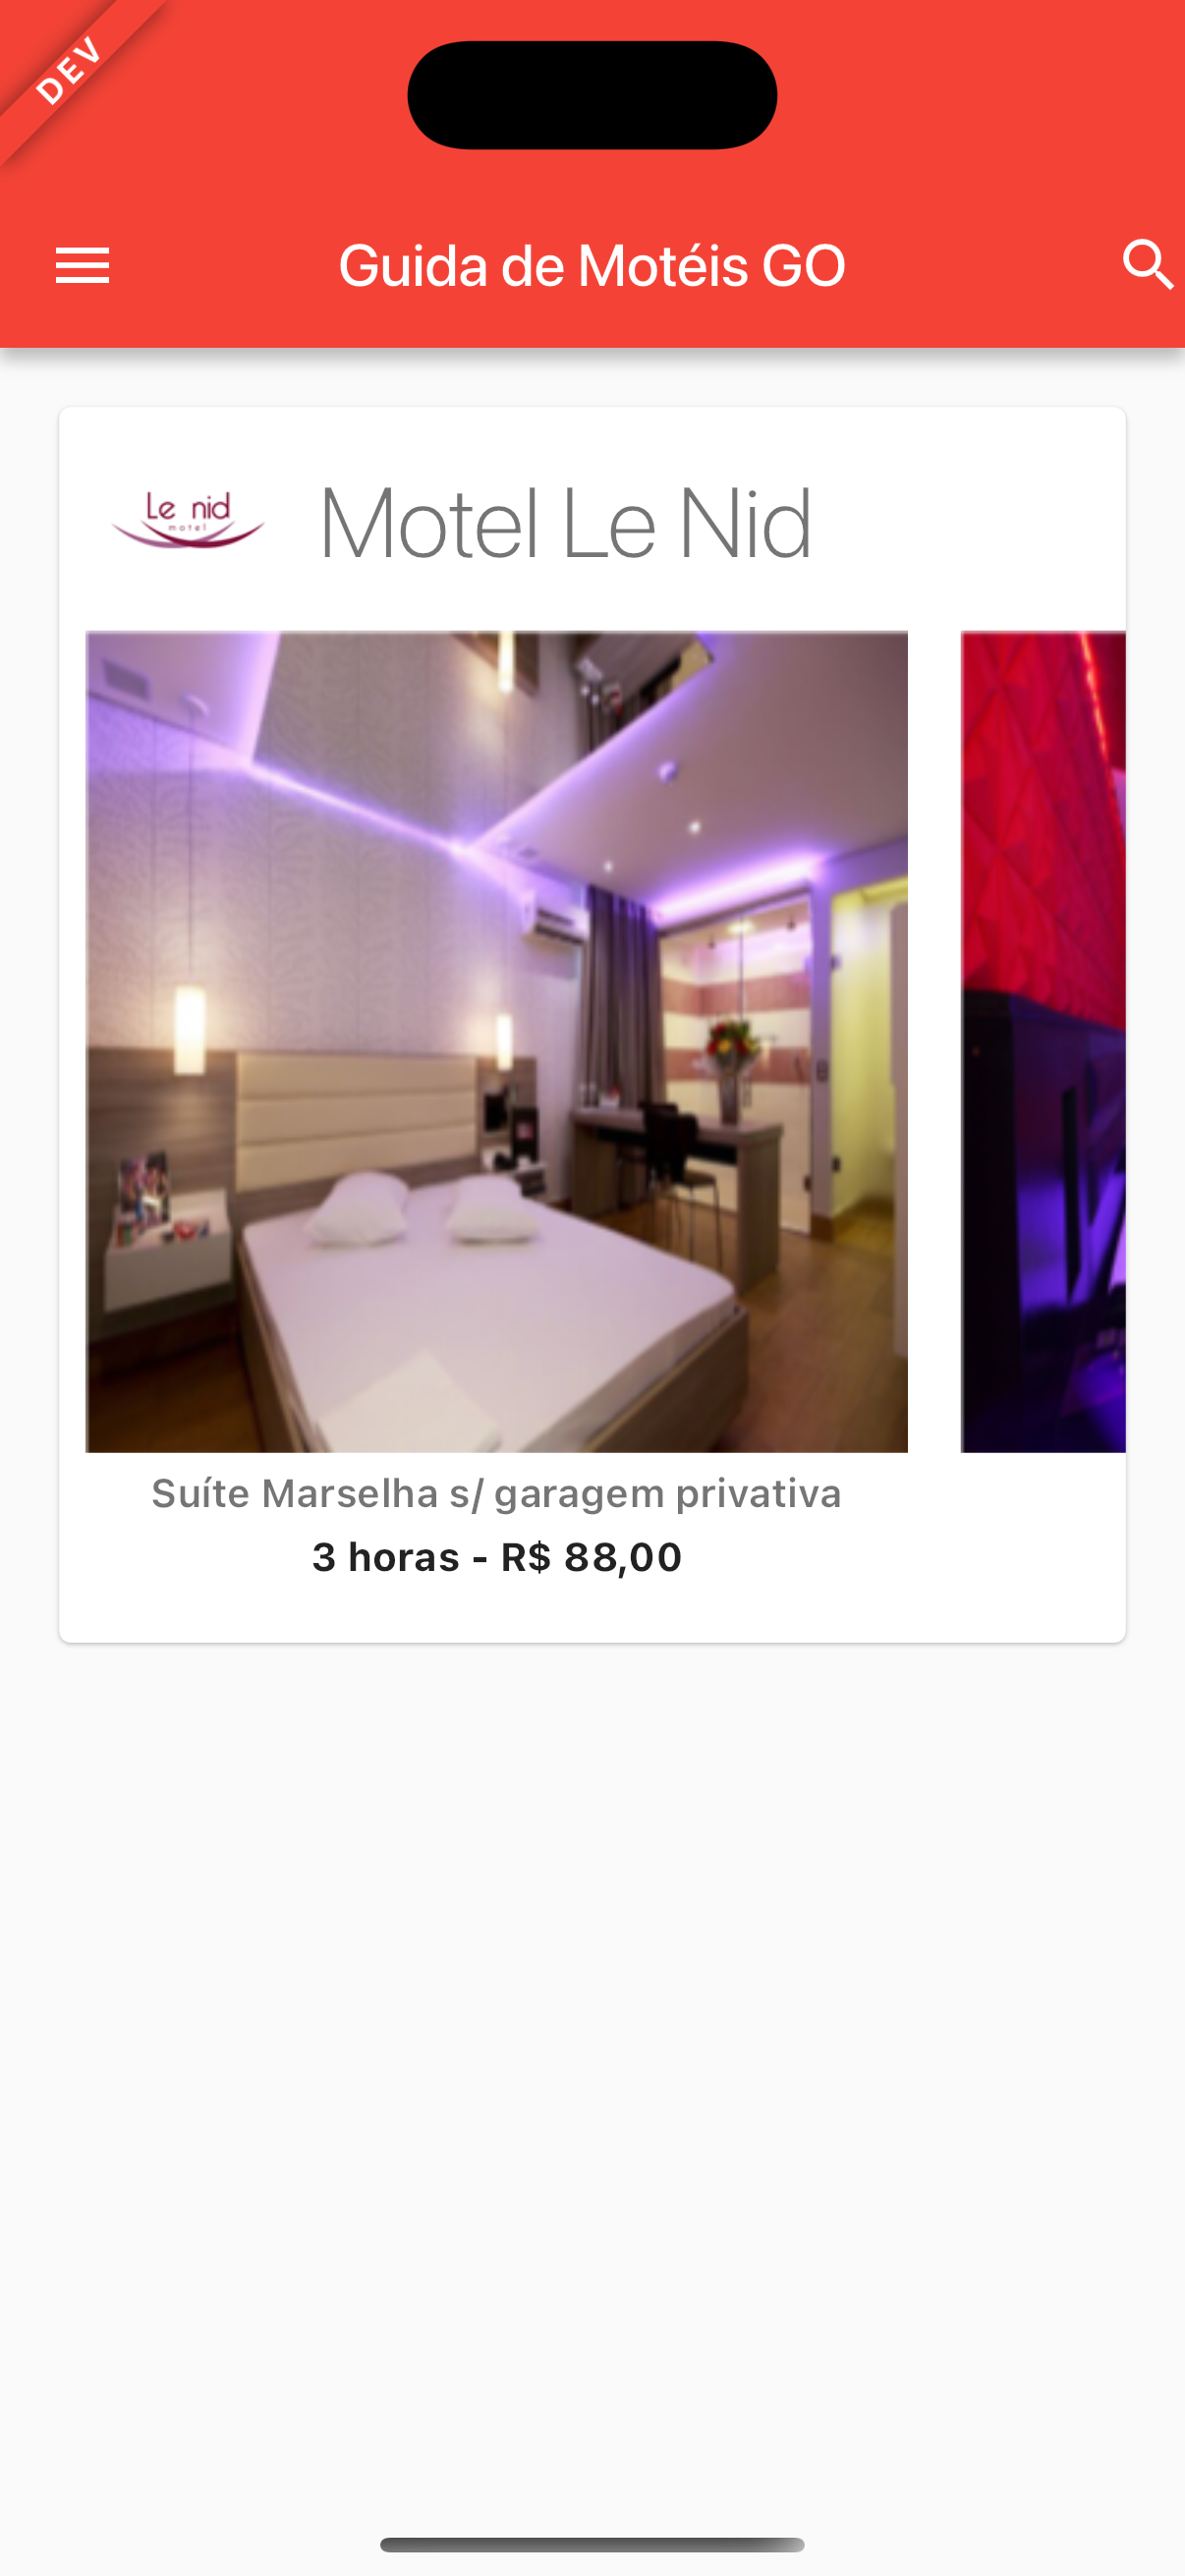 DEV
Guida de Motéis GO
Le nid
motel
Motel Le Nid
Suíte Marselha s/ garagem privativa
3 horas - R$ 88,00